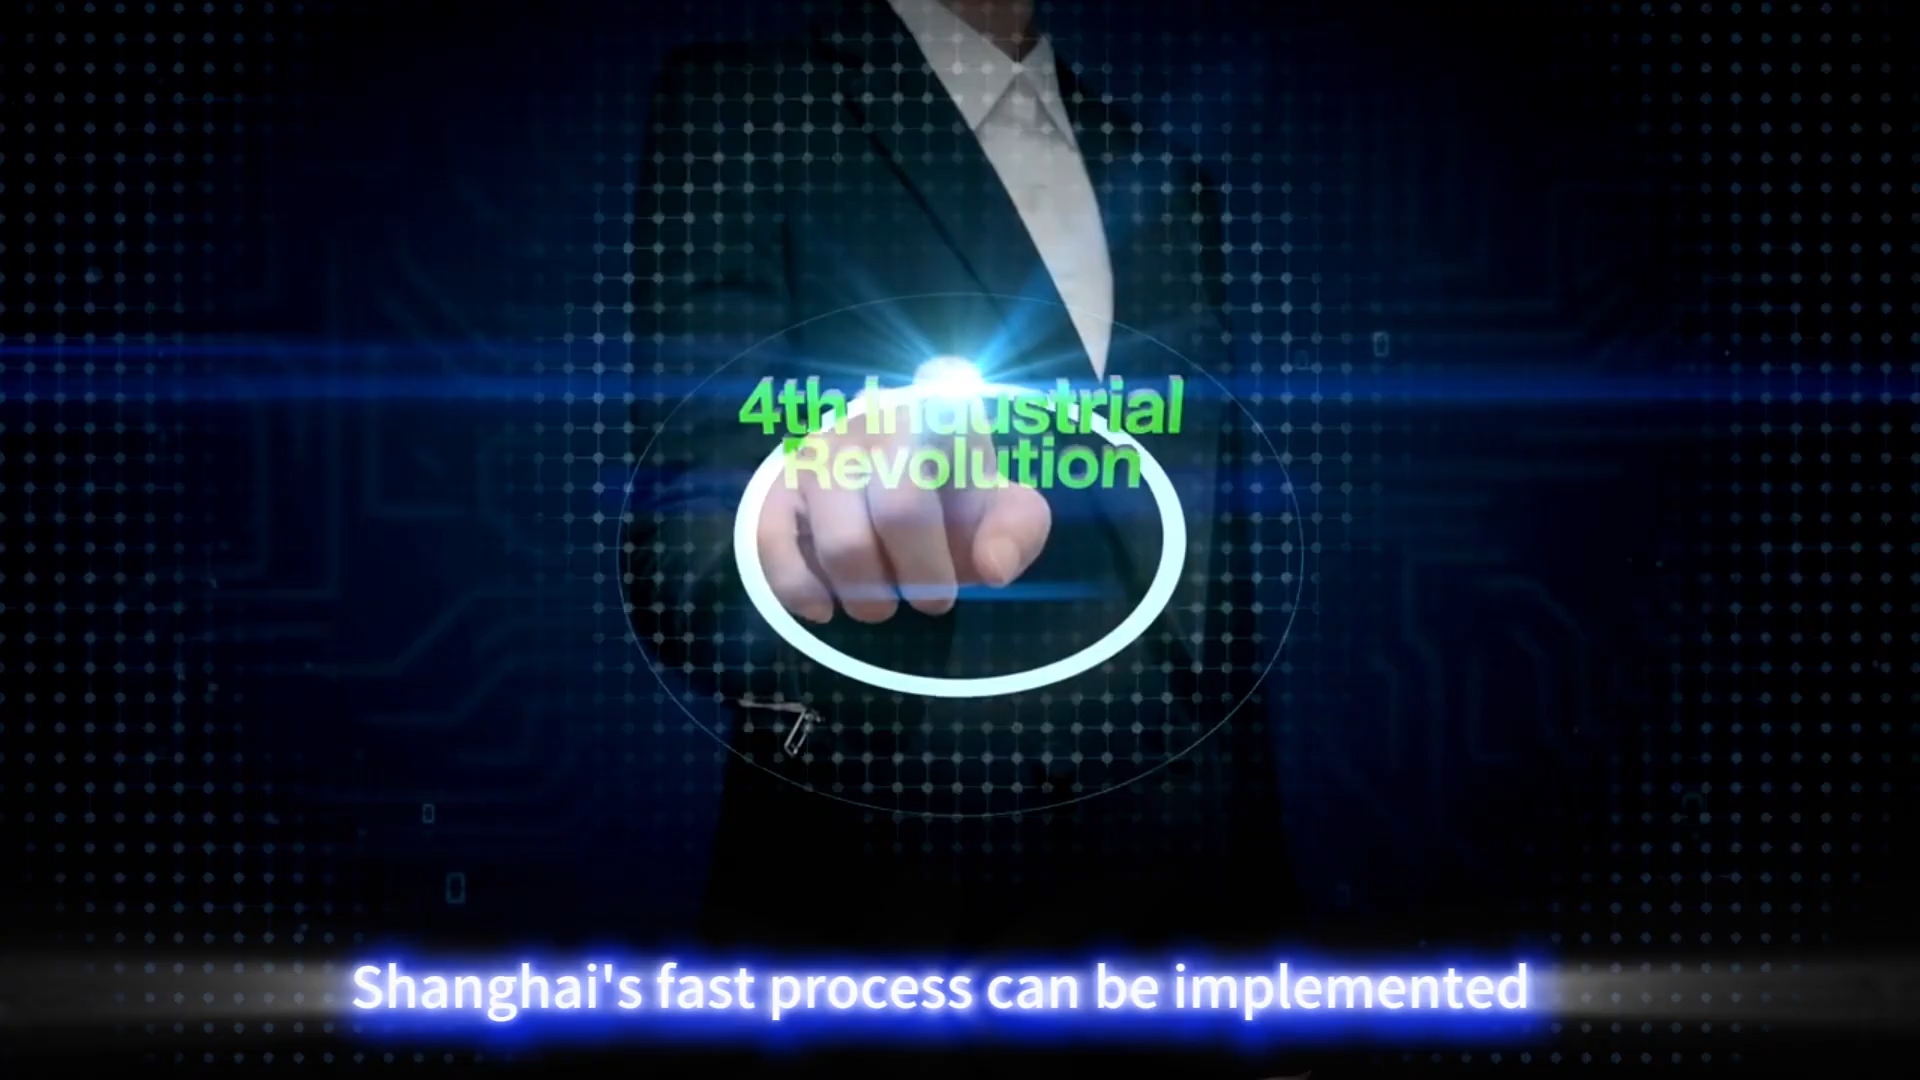 4th Industrial
Revolution
Shanghai's fast process can be implemented